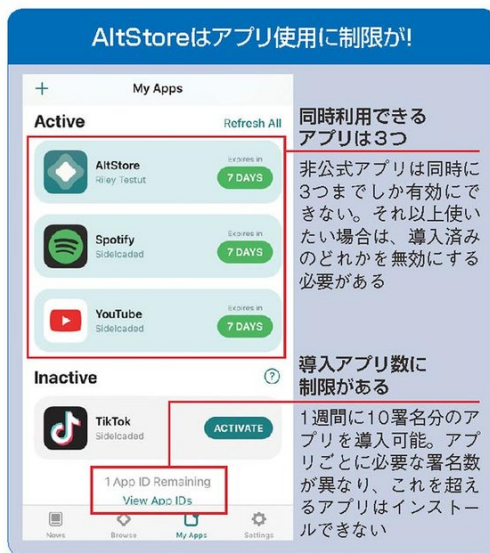 AltStoreはアプリ使用に制限が!
+
My Apps
Active
Refresh All
AltStore
Riley Testut
Expires in
7 DAYS
Spotify
Sideloaded
Expires in
7 DAYS
YouTube
Sideloaded
Expires in
7 DAYS
Inactive
?
TikTok
Sideloaded
ACTIVATE
1 App ID Remaining
View App IDs
News
Browse
My Apps
Settings
同時利用できる
アプリは3つ
非公式アプリは同時に
3つまでしか有効にで
きない。それ以上使い
たい場合は、導入済み
のどれかを無効にする
必要がある
導入アプリ数に
制限がある
1週間に10署名分のア
プリを導入可能。アプ
リごとに必要な署名数
が異なり、これを超え
るアプリはインストー
ルできない